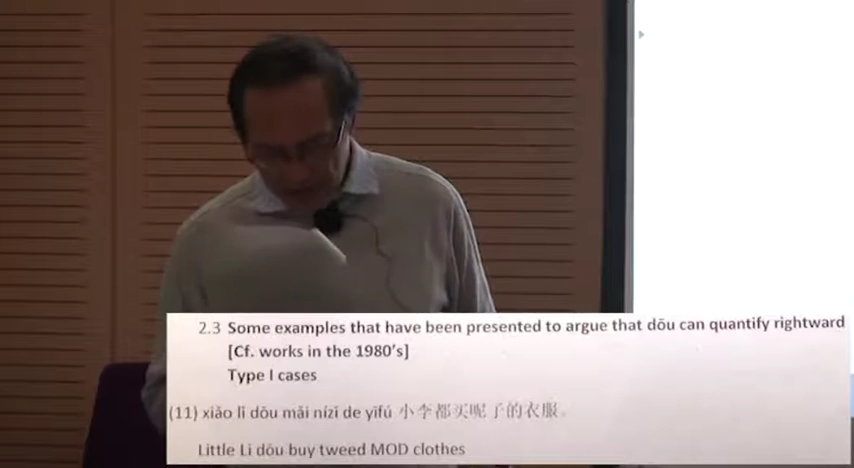 2.3 Some examples that have been presented to argue that dōu can quantify rightward
[Cf. works in the 1980's]
Type I cases
(11) xiǎo lǐ dōu mǎi nízǐ de yīfú 小李都买呢子的衣服。
Little Li dōu buy tweed MOD clothes